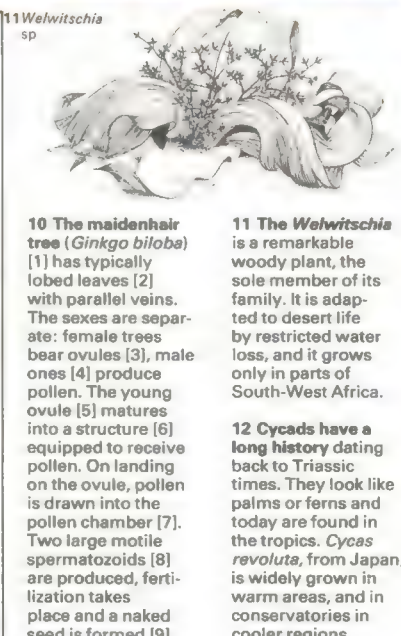 11 Welwitschia
sp
10 The maidenhair
tree (Ginkgo biloba)
[1] has typically
lobed leaves [2]
with parallel veins.
The sexes are separ-
ate: female trees
bear ovules [3], male
ones [4] produce
pollen. The young
ovule [5] matures
into a structure [6]
equipped to receive
pollen. On landing
on the ovule, pollen
is drawn into the
pollen chamber [7].
Two large motile
spermatozoids [8]
are produced, ferti-
lization takes
place and a naked
seed is formed [9]
11 The Welwitschia
is a remarkable
woody plant, the
sole member of its
family. It is adap-
ted to desert life
by restricted water
loss, and it grows
only in parts of
South-West Africa.
12 Cycads have a
long history dating
back to Triassic
times. They look like
palms or ferns and
today are found in
the tropics. Cycas
revoluta, from Japan,
is widely grown in
warm areas, and in
conservatories in
cooler regions